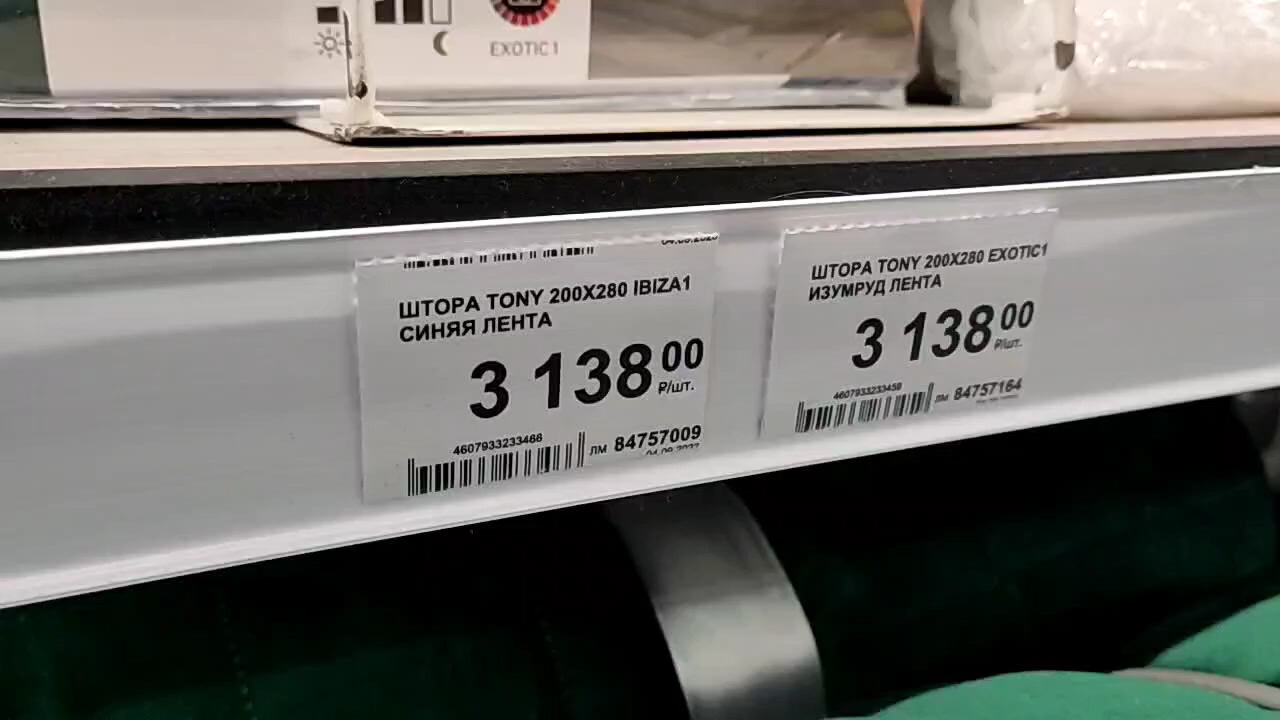 EXOTIC 1
ШТОРА TONY 200X280 IBIZA1
СИНЯЯ ЛЕНТА
3 138 00
₽/шт.
4607933233466
ЛМ 84757009
ШТОРА TONY 200X280 EXOTIC1
ИЗУМРУД ЛЕНТА
3 138 00
₽/шт.
4607933233459
ЛМ 84757164